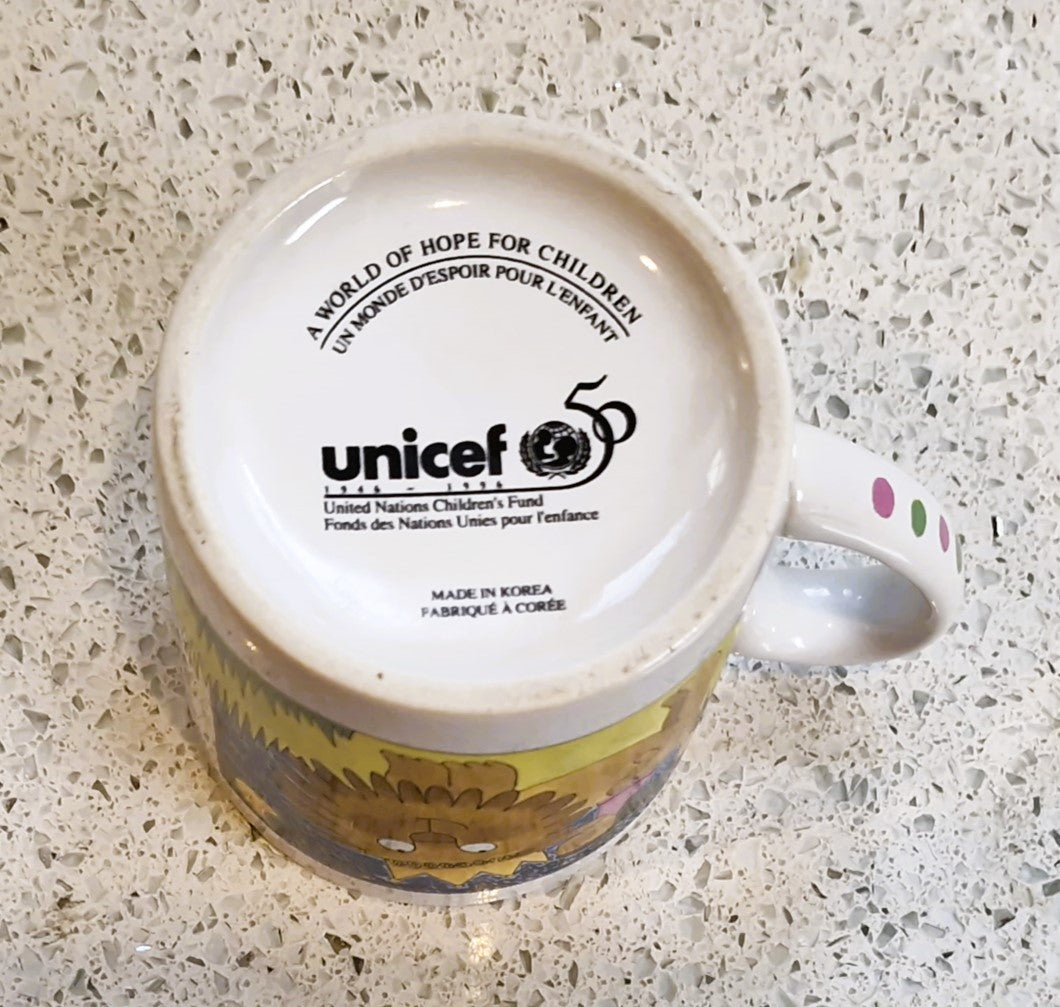 A WORLD OF HOPE FOR CHILDREN
UN MONDE D'ESPOIR POUR L'ENFANT
unicef 50
1946 - 1996
United Nations Children's Fund
Fonds des Nations Unies pour l'enfance
MADE IN KOREA
FABRIQUÉ À CORÉE